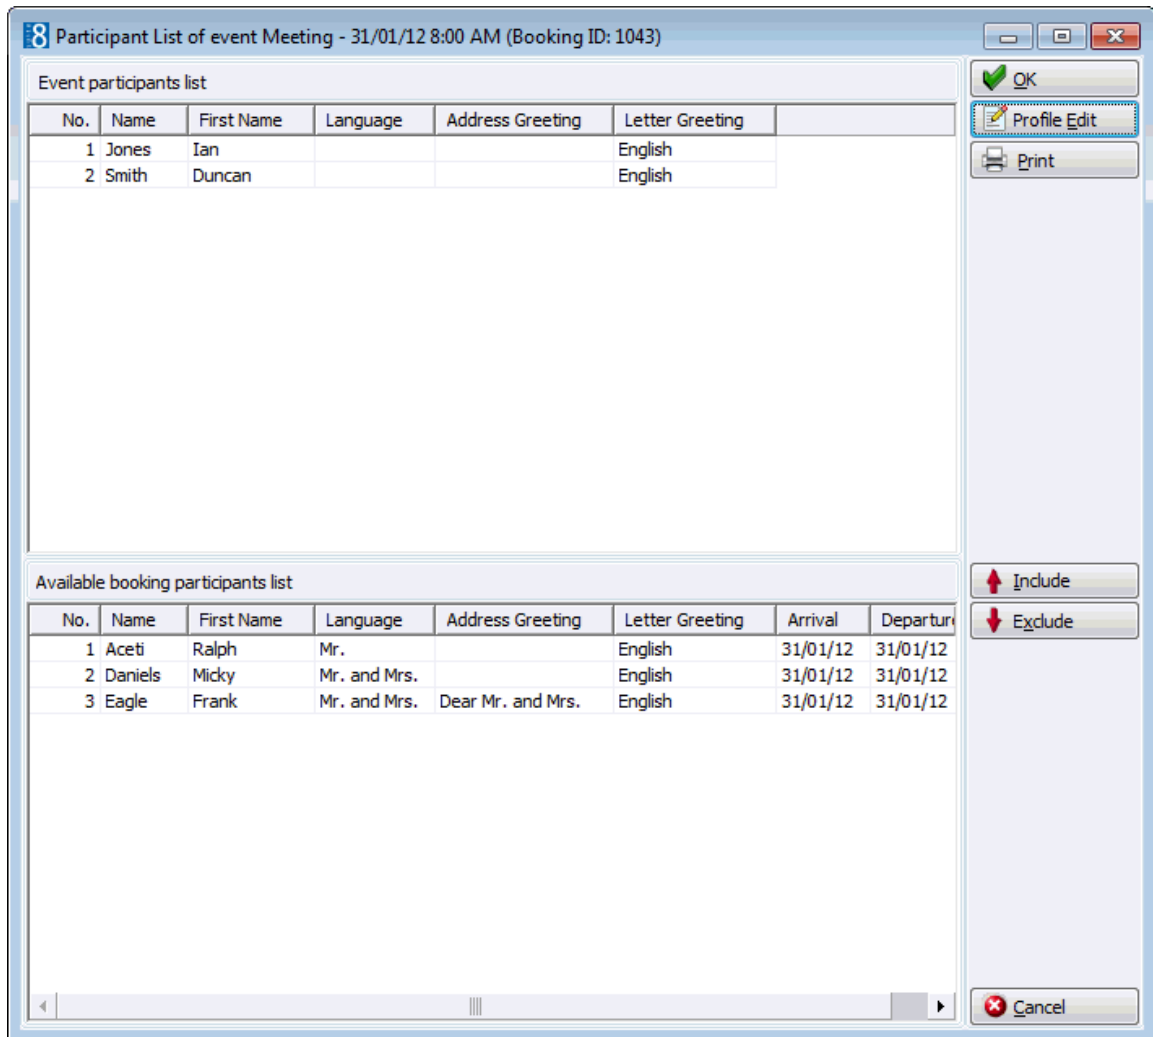 8 Participant List of event Meeting - 31/01/12 8:00 AM (Booking ID: 1043)
Event participants list
OK
No. Name First Name Language Address Greeting Letter Greeting
Profile Edit
1 Jones Ian English
Print
2 Smith Duncan English
Available booking participants list
Include
No. Name First Name Language Address Greeting Letter Greeting Arrival Departur
Exclude
1 Aceti Ralph Mr. English 31/01/12 31/01/12
2 Daniels Micky Mr. and Mrs. English 31/01/12 31/01/12
3 Eagle Frank Mr. and Mrs. Dear Mr. and Mrs. English 31/01/12 31/01/12
Cancel